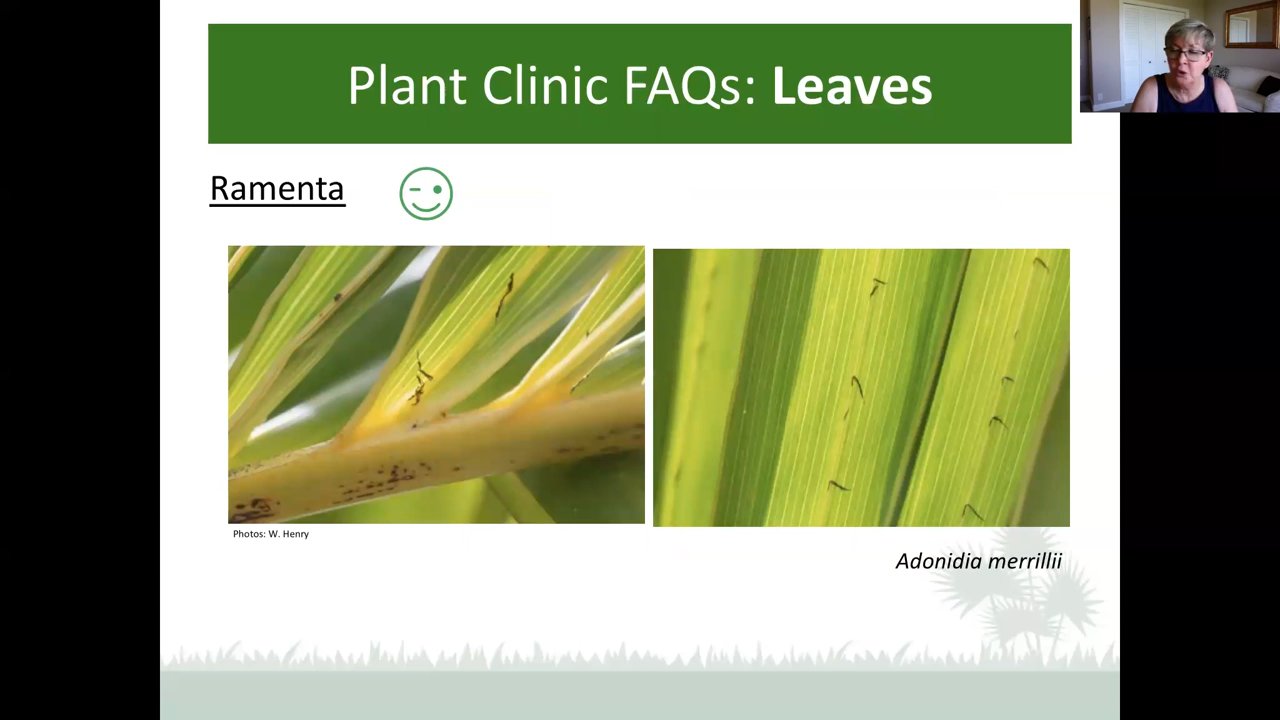 Plant Clinic FAQs: Leaves
Ramenta
Photos: W. Henry
Adonidia merrillii